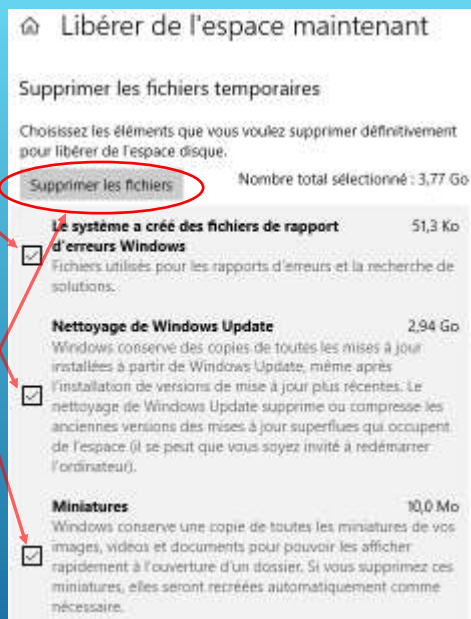 Libérer de l'espace maintenant
Supprimer les fichiers temporaires
Choisissez les éléments que vous voulez supprimer définitivement
pour libérer de l'espace disque.
Supprimer les fichiers
Nombre total sélectionné : 3,77 Go
Le système a créé des fichiers de rapport
d'erreurs Windows
51,3 Ko
Fichiers utilisés pour les rapports d'erreurs et la recherche de
solutions.
Nettoyage de Windows Update
2,94 Go
Windows conserve des copies de toutes les mises à jour
installées à partir de Windows Update, même après
l'installation de versions de mise à jour plus récentes. Le
nettoyage de Windows Update supprime ou compresse les
anciennes versions des mises à jour superflues qui occupent
de l'espace (il se peut que vous soyez invité à redémarrer
l'ordinateur).
Miniatures
10,0 Mo
Windows conserve une copie de toutes les miniatures de vos
images, vidéos et documents pour pouvoir les afficher
rapidement à l'ouverture d'un dossier. Si vous supprimez ces
miniatures, elles seront recréées automatiquement comme
nécessaire.